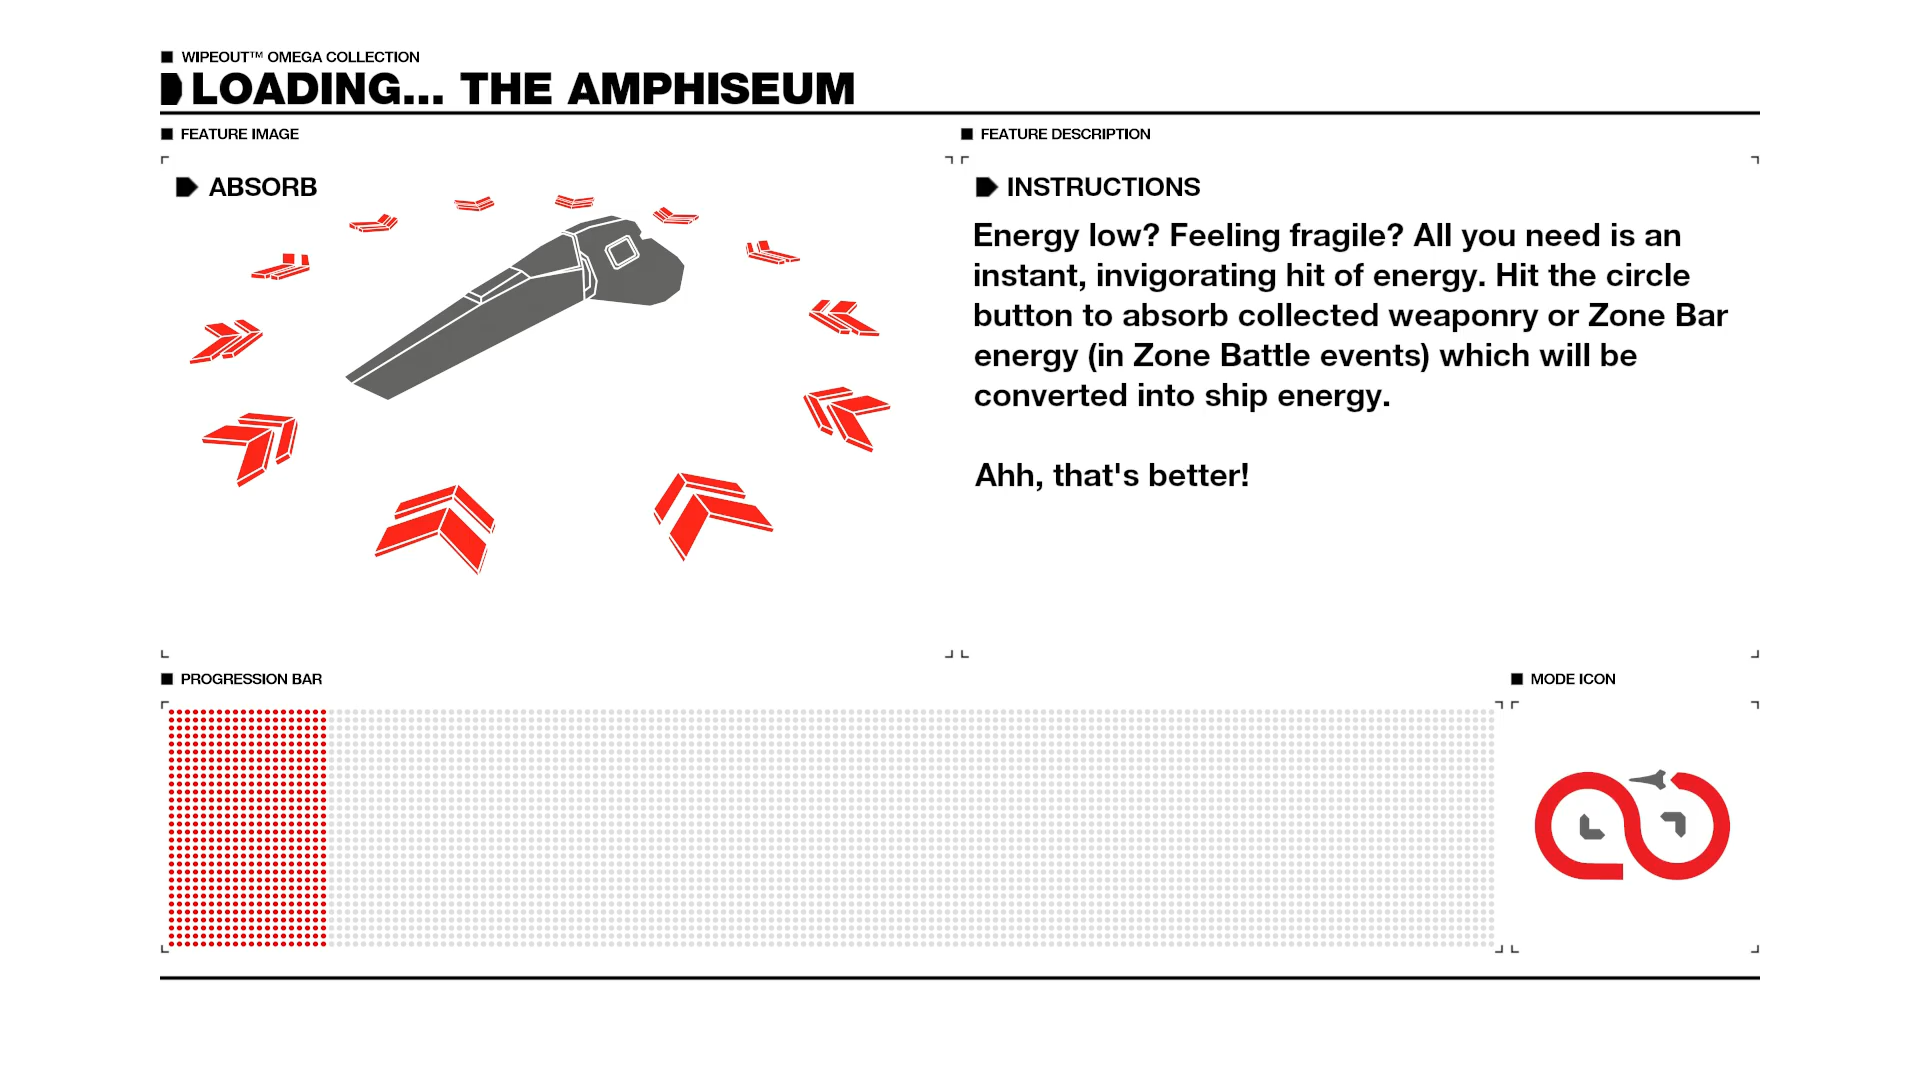 WIPEOUT™ OMEGA COLLECTION
LOADING... THE AMPHISEUM
FEATURE IMAGE
ABSORB
FEATURE DESCRIPTION
INSTRUCTIONS
Energy low? Feeling fragile? All you need is an
instant, invigorating hit of energy. Hit the circle
button to absorb collected weaponry or Zone Bar
energy (in Zone Battle events) which will be
converted into ship energy.
Ahh, that's better!
PROGRESSION BAR
MODE ICON